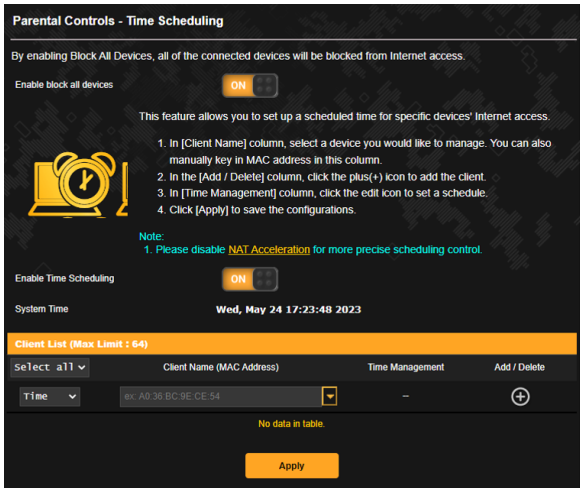 Parental Controls - Time Scheduling
By enabling Block All Devices, all of the connected devices will be blocked from Internet access.
Enable block all devices
ON
This feature allows you to set up a scheduled time for specific devices' Internet access.
1. In [Client Name] column, select a device you would like to manage. You can also
manually key in MAC address in this
column.
2. In the [Add / Delete] column, click the plus(+) icon to add the client.
3. In [Time Management] column, click the edit icon to set a schedule.
4. Click [Apply] to save the configurations.
Note:
1. Please disable NAT Acceleration for more precise scheduling control.
Enable Time Scheduling
ON
System Time
Wed, May 24 17:23:48 2023
Client List (Max Limit : 64)
Select all
Client Name (MAC Address)
Time Management
Add / Delete
Time
ex: A0:36:BC:9E:CE:54
–
No data in table.
Apply